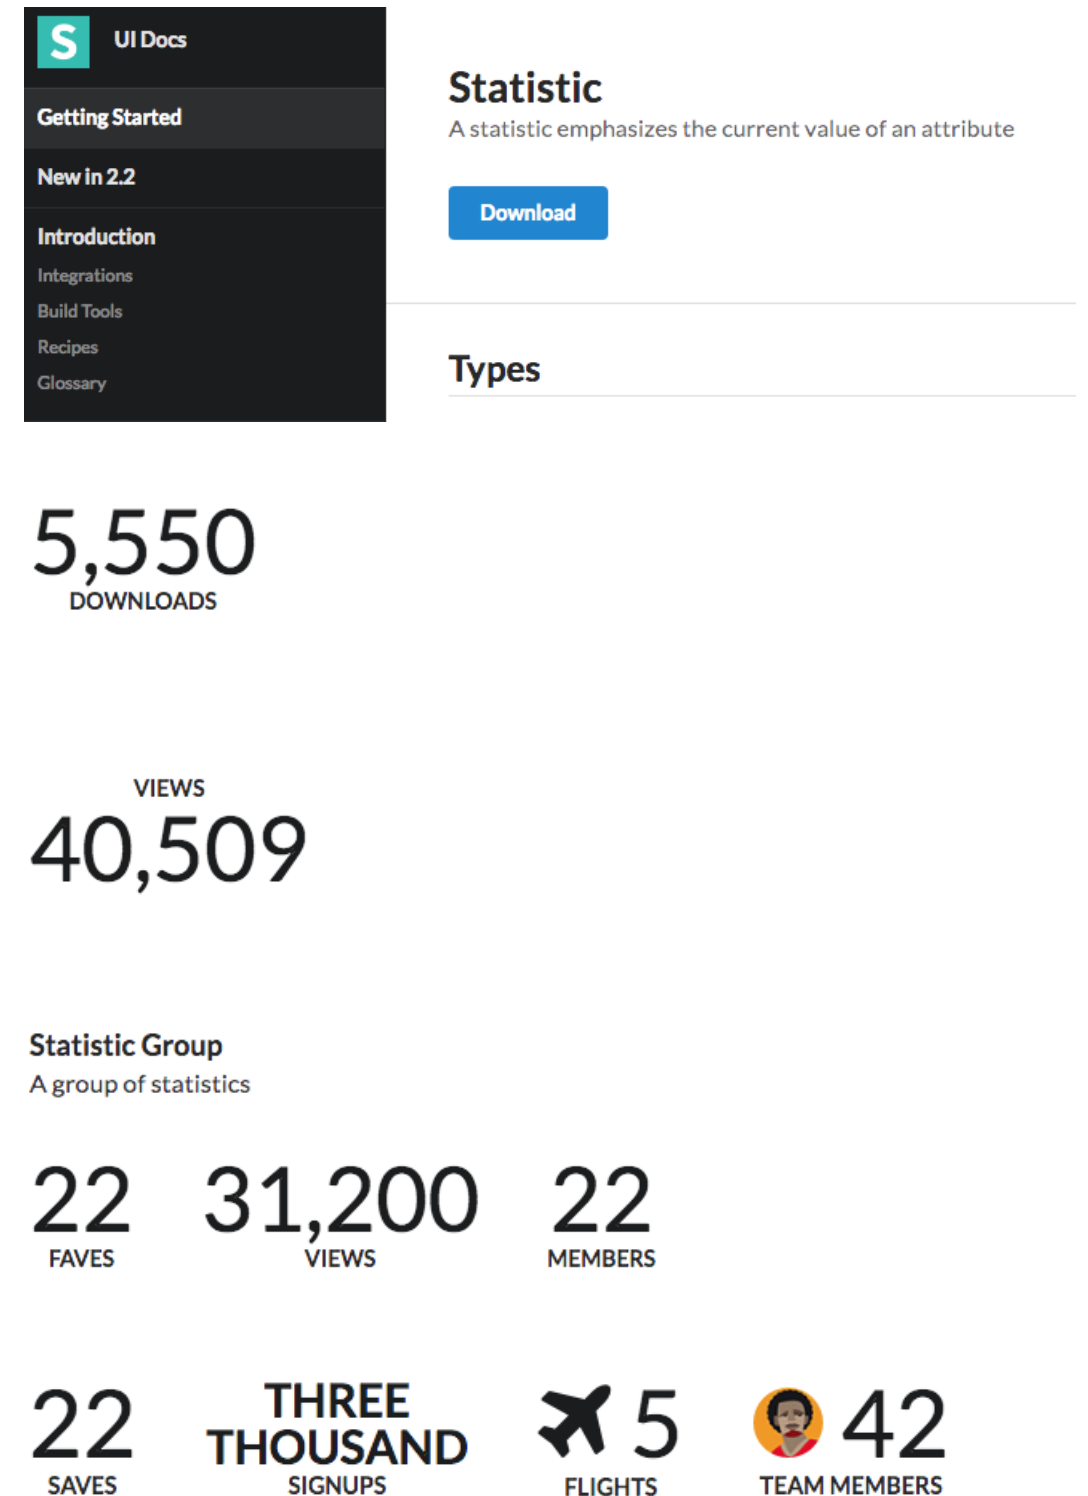 S UI Docs
Getting Started
New in 2.2
Introduction
Integrations
Build Tools
Recipes
Glossary
Statistic
A statistic emphasizes the current value of an attribute
Download
Types
5,550
DOWNLOADS
VIEWS
40,509
Statistic Group
A group of statistics
22 31,200 22
FAVES VIEWS MEMBERS
22 THREE THOUSAND 5 42
SAVES SIGNUPS FLIGHTS TEAM MEMBERS